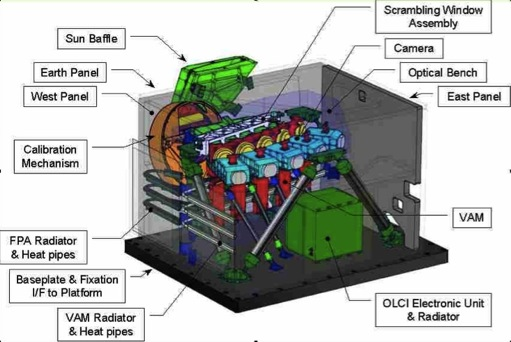 Scrambling Window
Assembly
Sun Baffle
Camera
Earth Panel
Optical Bench
West Panel
East Panel
Calibration
Mechanism
VAM
FPA Radiator
& Heat pipes
Baseplate & Fixation
I/F to Platform
OLCI Electronic Unit
& Radiator
VAM Radiator
& Heat pipes